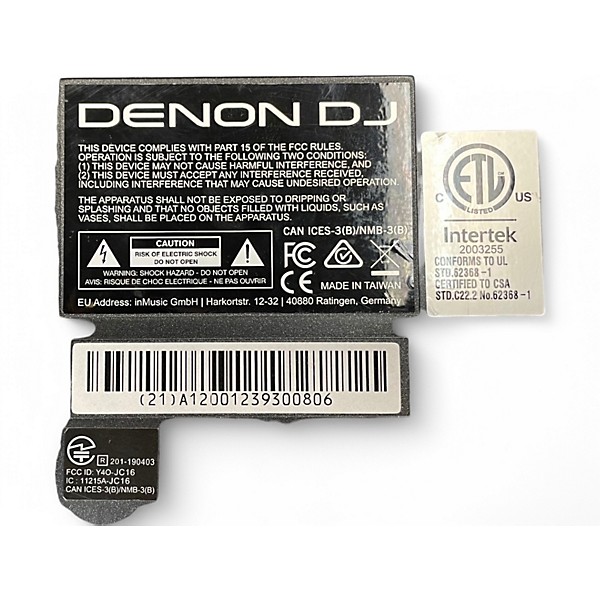 DENON DJ
THIS DEVICE COMPLIES WITH PART 15 OF THE FCC RULES.
OPERATION IS SUBJECT TO THE FOLLOWING TWO CONDITIONS:
(1) THIS DEVICE MAY NOT CAUSE HARMFUL INTERFERENCE, AND
(2) THIS DEVICE MUST ACCEPT ANY INTERFERENCE RECEIVED,
INCLUDING INTERFERENCE THAT MAY CAUSE UNDESIRED OPERATION.
THE APPARATUS SHALL NOT BE EXPOSED TO DRIPPING OR
SPLASHING AND THAT NO OBJECTS FILLED WITH LIQUIDS, SUCH AS
VASES, SHALL BE PLACED ON THE APPARATUS.
CAN ICES-3(B)/NMB-3(B)
CAUTION
RISK OF ELECTRIC SHOCK
DO NOT OPEN
WARNING: SHOCK HAZARD - DO NOT OPEN
AVIS: RISQUE DE CHOC ELECTRIQUE - NE PAS OUVRIR
FC CE
MADE IN TAIWAN
EU Address: inMusic GmbH | Harkortstr. 12-32 | 40880 Ratingen, Germany
ETL
C US
LISTED
Intertek
2003255
CONFORMS TO UL
STD.62368-1
CERTIFIED TO CSA
STD.C22.2 No.62368-1
(21)A12001239300806
R 201-190403
FCC ID: Y4O-JC16
IC : 11215A-JC16
CAN ICES-3(B)/NMB-3(B)